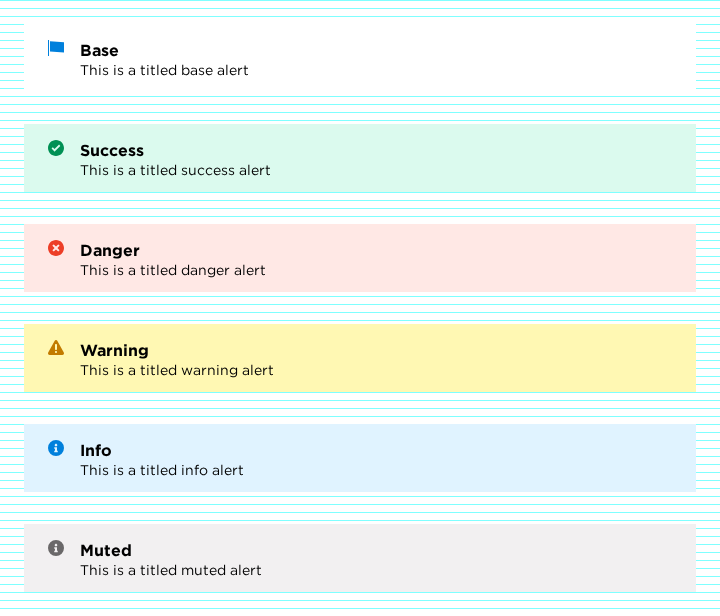 Base
This is a titled base alert
Success
This is a titled success alert
Danger
This is a titled danger alert
Warning
This is a titled warning alert
Info
This is a titled info alert
Muted
This is a titled muted alert